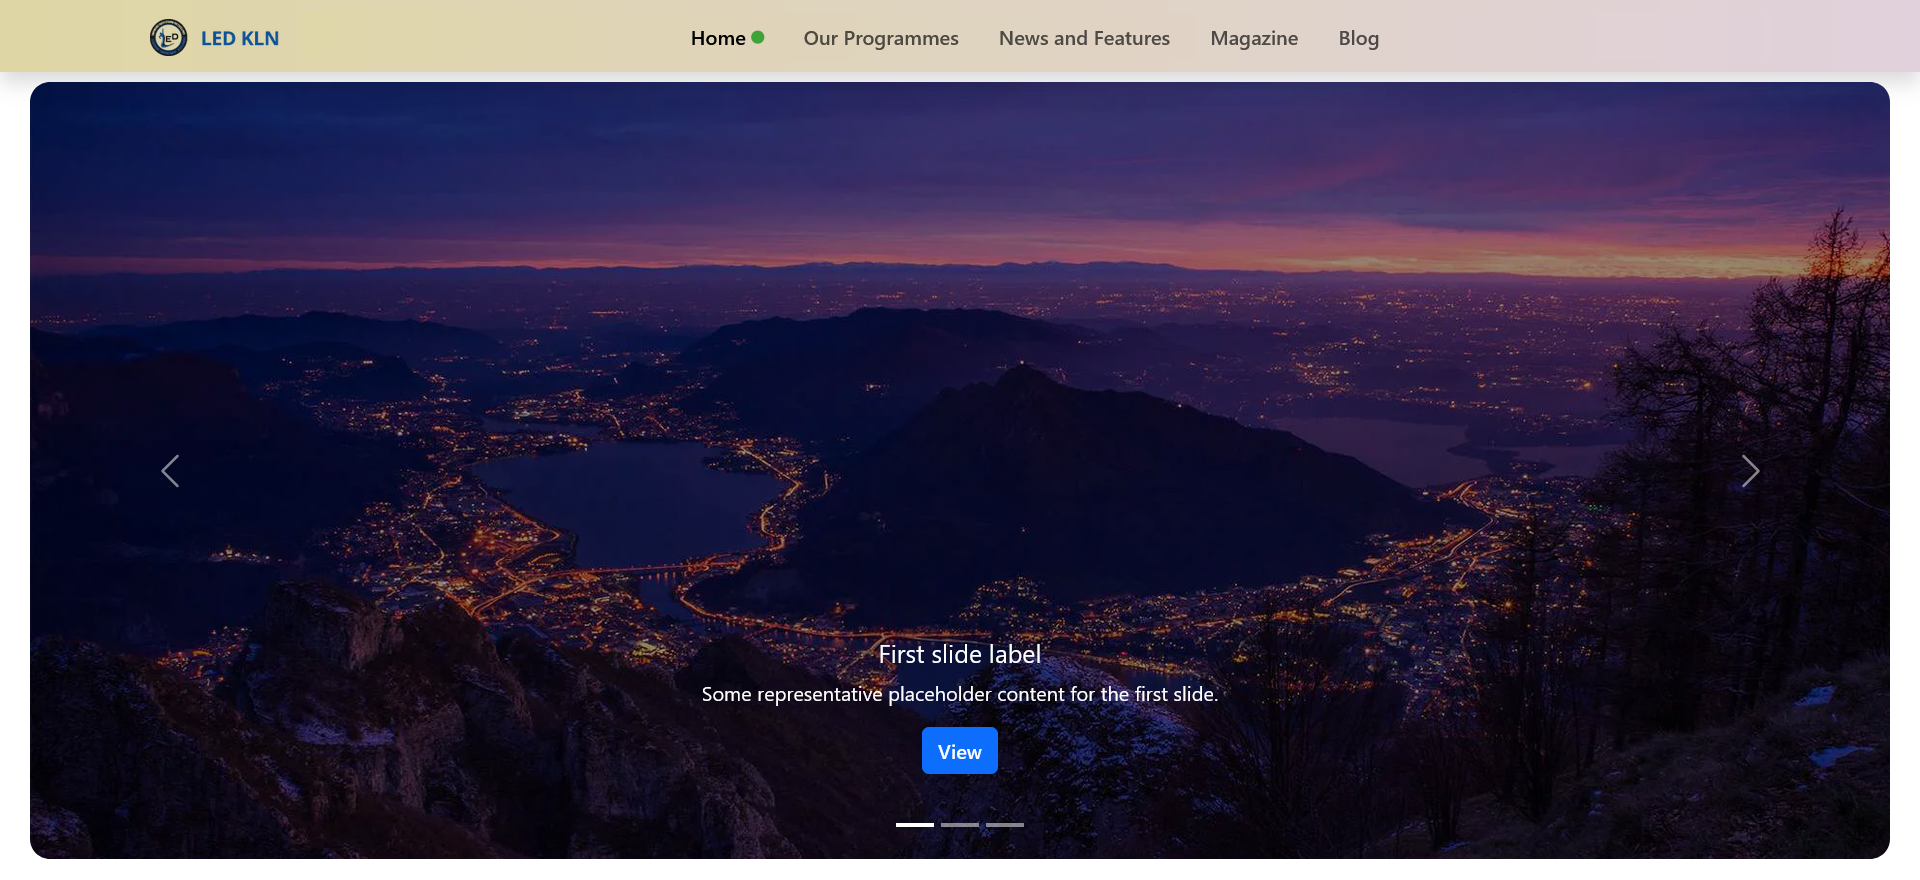 LED KLN
Home
Our Programmes
News and Features
Magazine
Blog
First slide label
Some representative placeholder content for the first slide.
View